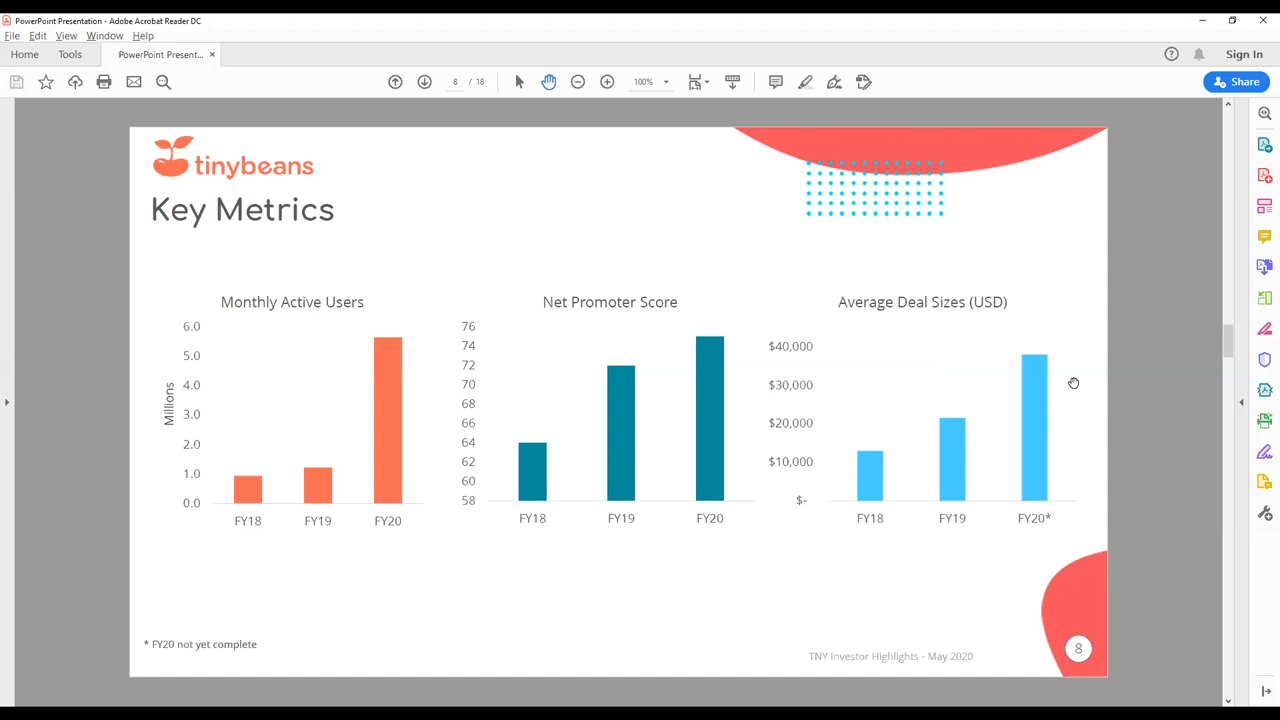 PowerPoint Presentation - Adobe Acrobat Reader DC
File Edit View Window Help
Home Tools PowerPoint Present... ×
Sign In
8 / 18 100% Share
tinybeans
Key Metrics
Monthly Active Users
6.0
5.0
4.0
3.0
2.0
1.0
0.0
Millions
FY18 FY19 FY20
Net Promoter Score
76
74
72
70
68
66
64
62
60
58
FY18 FY19 FY20
Average Deal Sizes (USD)
$40,000
$30,000
$20,000
$10,000
$-
FY18 FY19 FY20*
* FY20 not yet complete
TNY Investor Highlights - May 2020
8